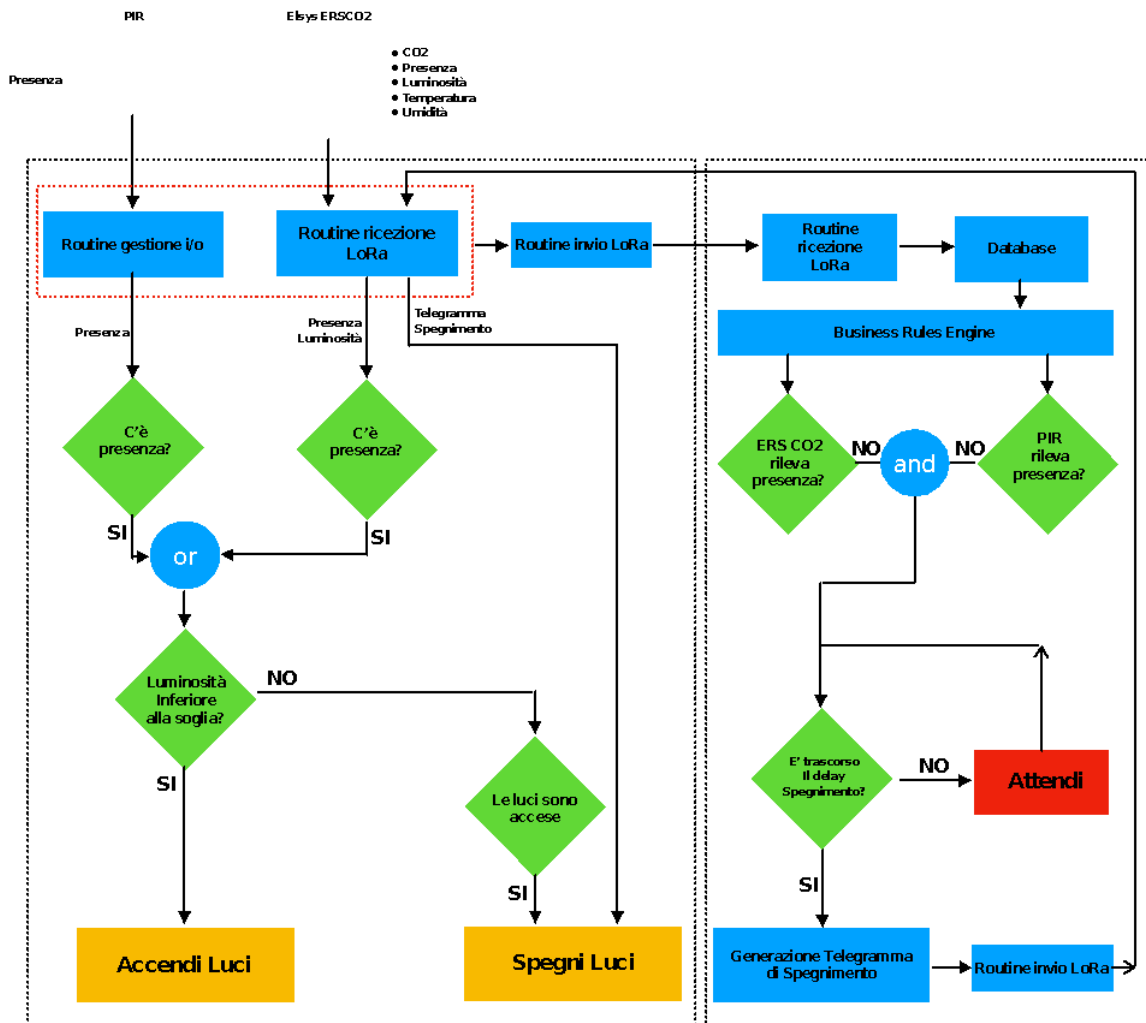 PIR
Elsys ERSCO2
Presenza
• CO2
• Presenza
• Luminosità
• Temperatura
• Umidità
Routine gestione i/o
Routine ricezione
LoRa
Routine invio LoRa
Routine
ricezione
LoRa
Database
Business Rules Engine
Presenza
Presenza
Luminosità
Telegramma
Spegnimento
C'è
presenza?
C'è
presenza?
ERS CO2
rileva
presenza?
NO
and
NO
PIR
rileva
presenza?
SI
or
SI
Luminosità
Inferiore
alla soglia?
NO
SI
Le luci sono
accese
SI
E' trascorso
Il delay
Spegnimento?
NO
Attendi
SI
Accendi Luci
Spegni Luci
Generazione Telegramma
di Spegnimento
Routine invio LoRa